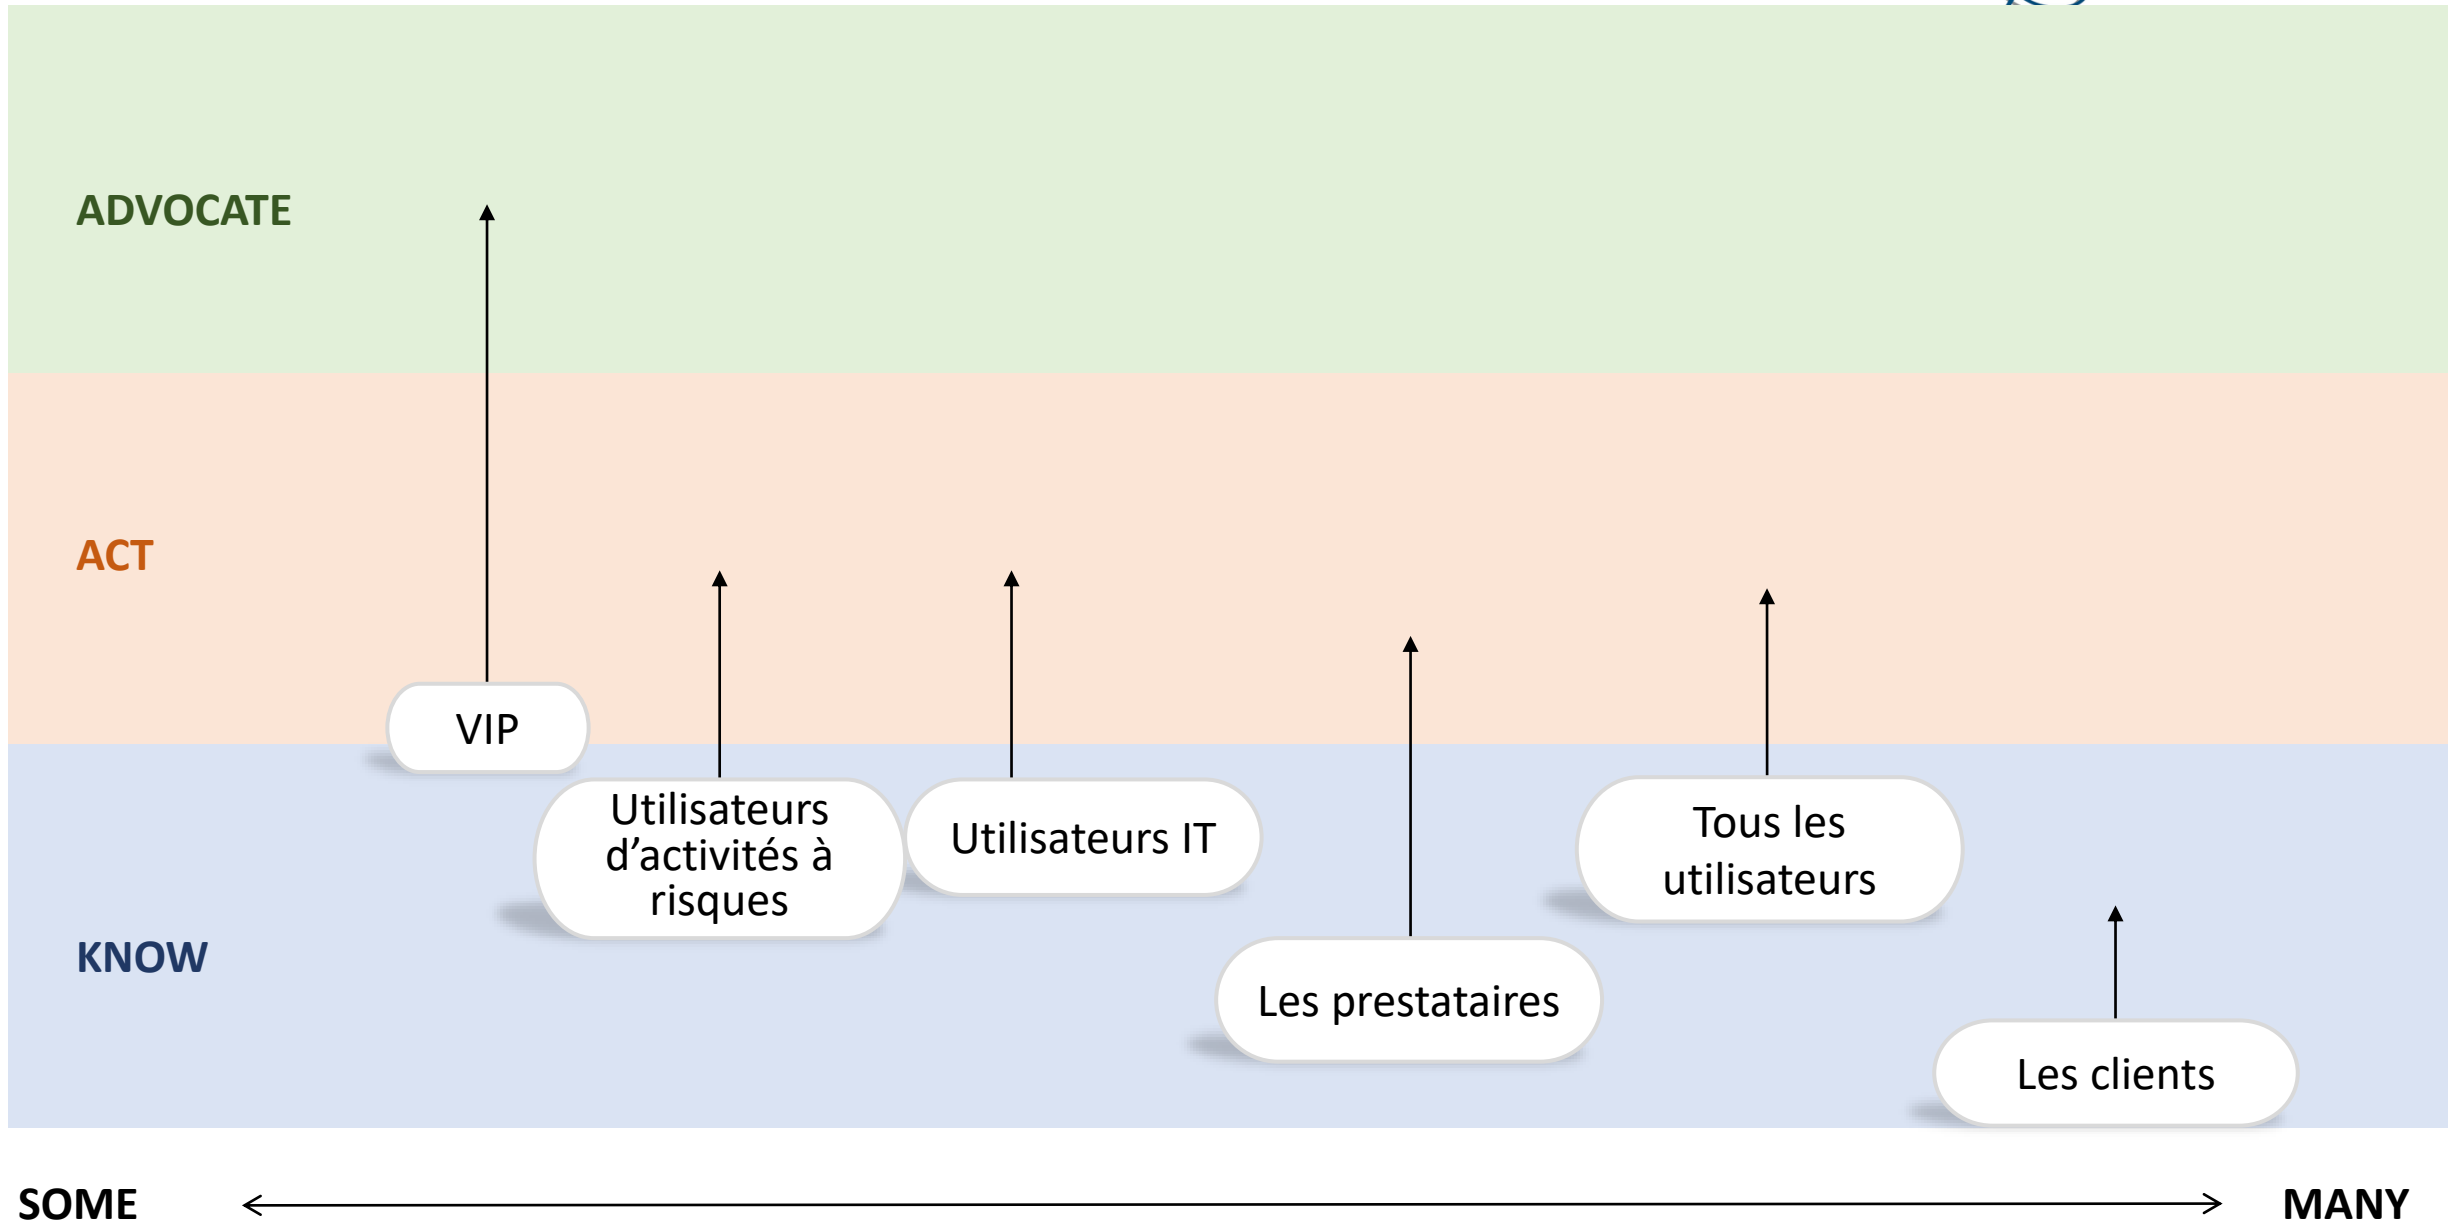 ADVOCATE
ACT
VIP
Utilisateurs
d’activités à
risques
Utilisateurs IT
Tous les
utilisateurs
KNOW
Les prestataires
Les clients
SOME
MANY